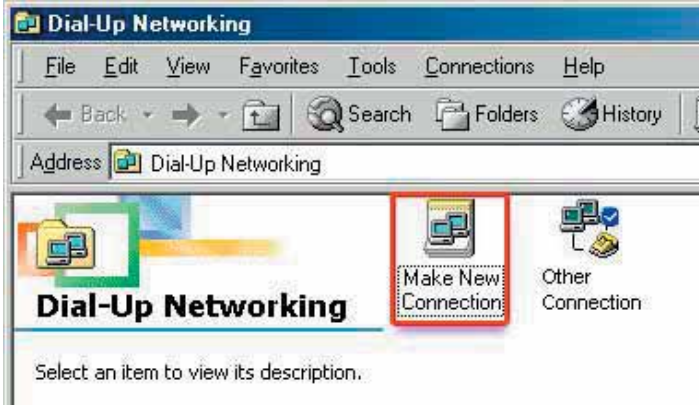 Dial-Up Networking
File Edit View Favorites Tools Connections Help
Back Search Folders History
Address Dial-Up Networking
Make New
Connection
Other
Connection
Dial-Up Networking
Select an item to view its description.